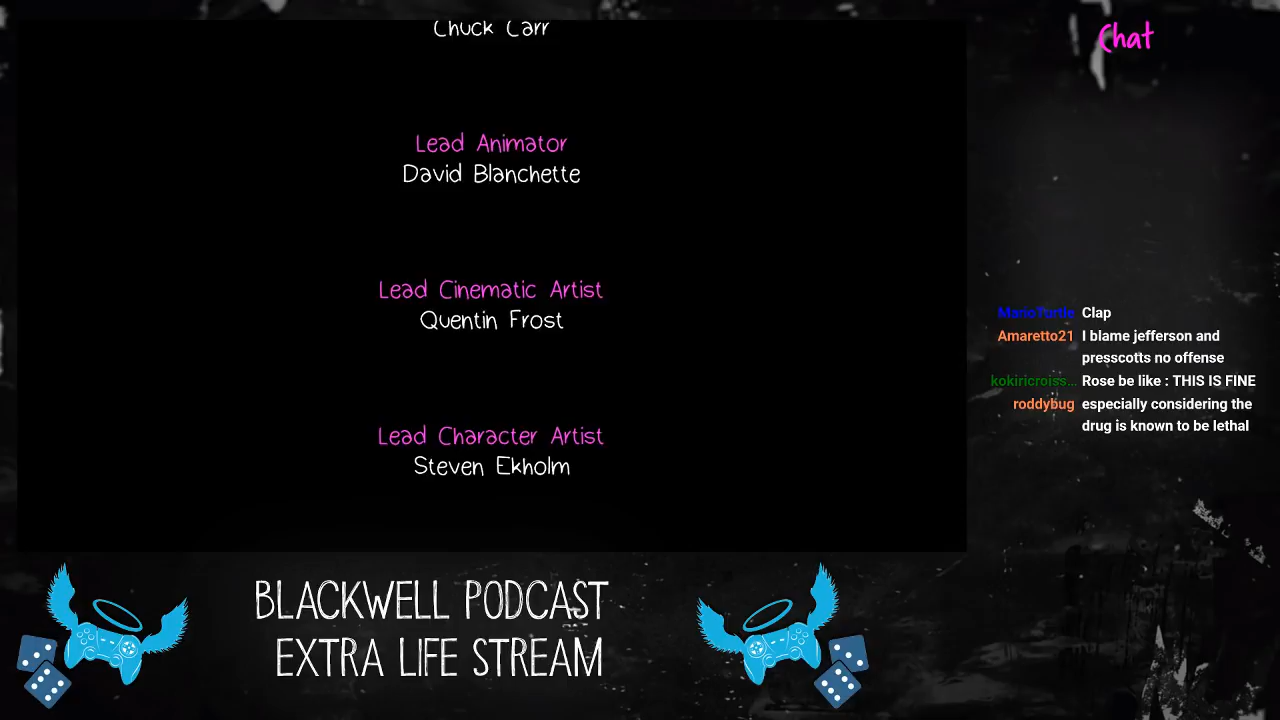 Chuck Carr
Chat
Lead Animator
David Blanchette
Lead Cinematic Artist
Quentin Frost
Lead Character Artist
Steven Ekholm
MarioTurtle Clap
Amaretto21 I blame jefferson and
presscotts no offense
kokiricroiss... Rose be like : THIS IS FINE
roddybug especially considering the
drug is known to be lethal
BLACKWELL PODCAST
EXTRA LIFE STREAM